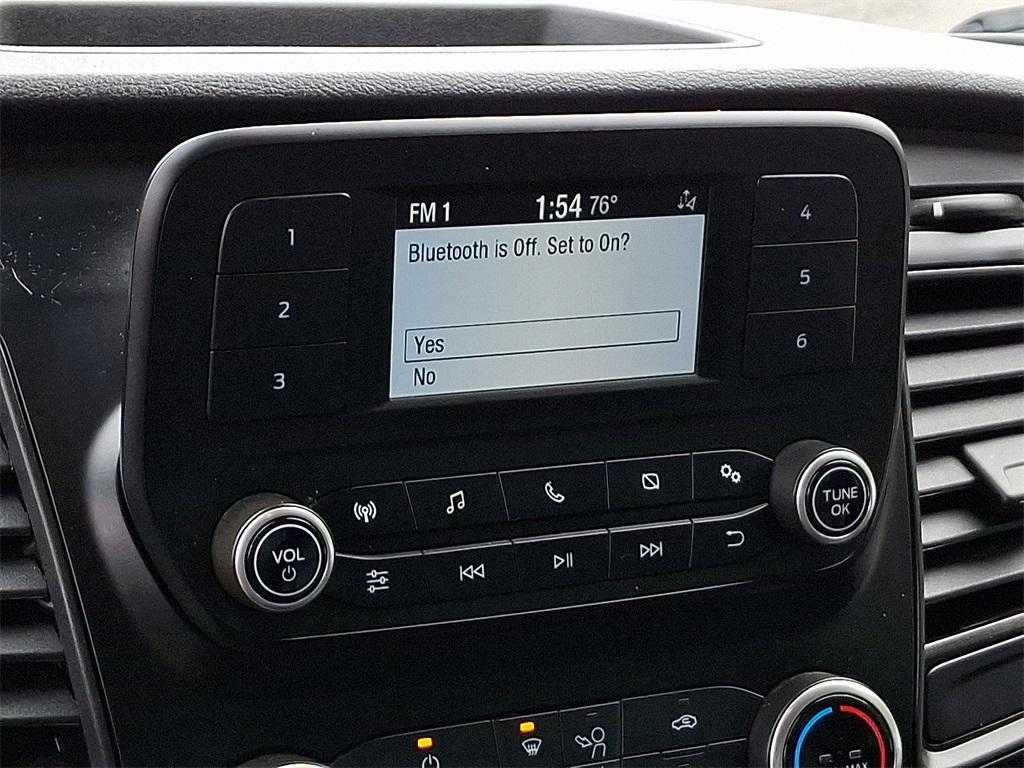 FM 1 1:54 76°
Bluetooth is Off. Set to On?
Yes
No
1
2
3
4
5
6
VOL
TUNE
OK
MAX